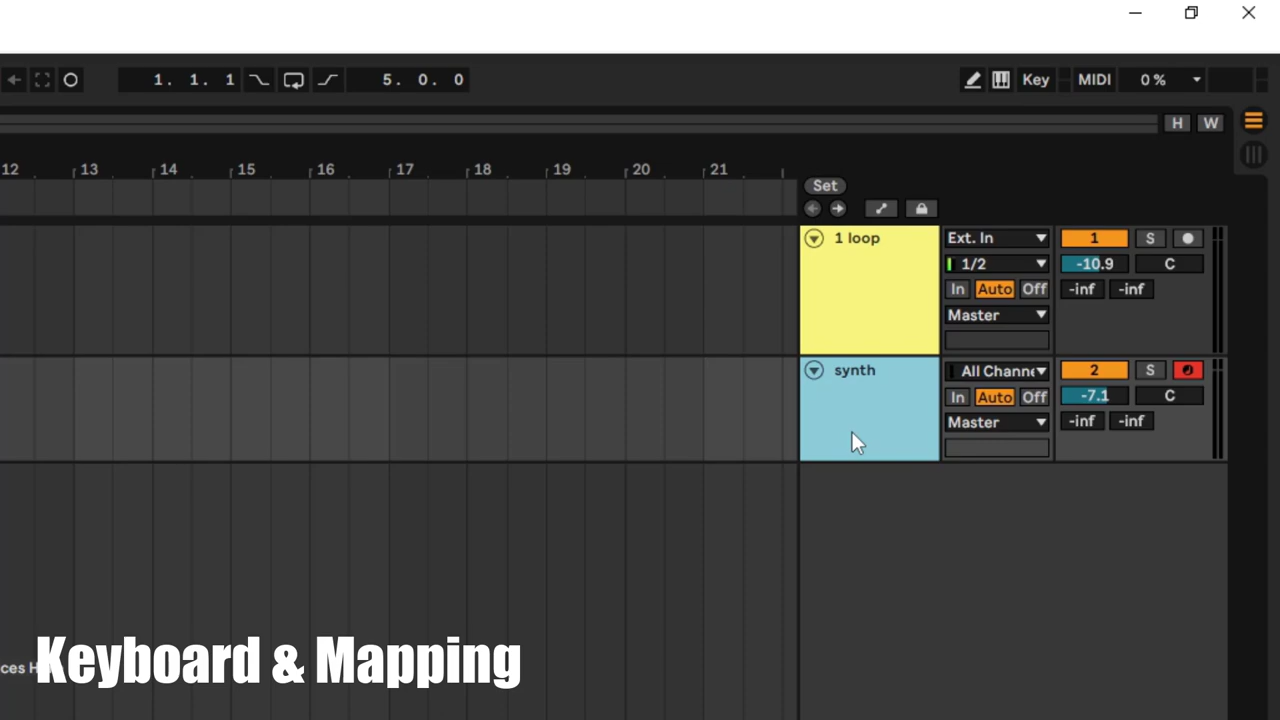 1. 1. 1 5. 0. 0 Key MIDI 0 %
H W
12 13 14 15 16 17 18 19 20 21
Set
1 loop Ext. In 1 S
1/2 -10.9 C
In Auto Off -inf -inf
Master
synth All Channe 2 S
In Auto Off -7.1 C
Master -inf -inf
ces H
Keyboard & Mapping